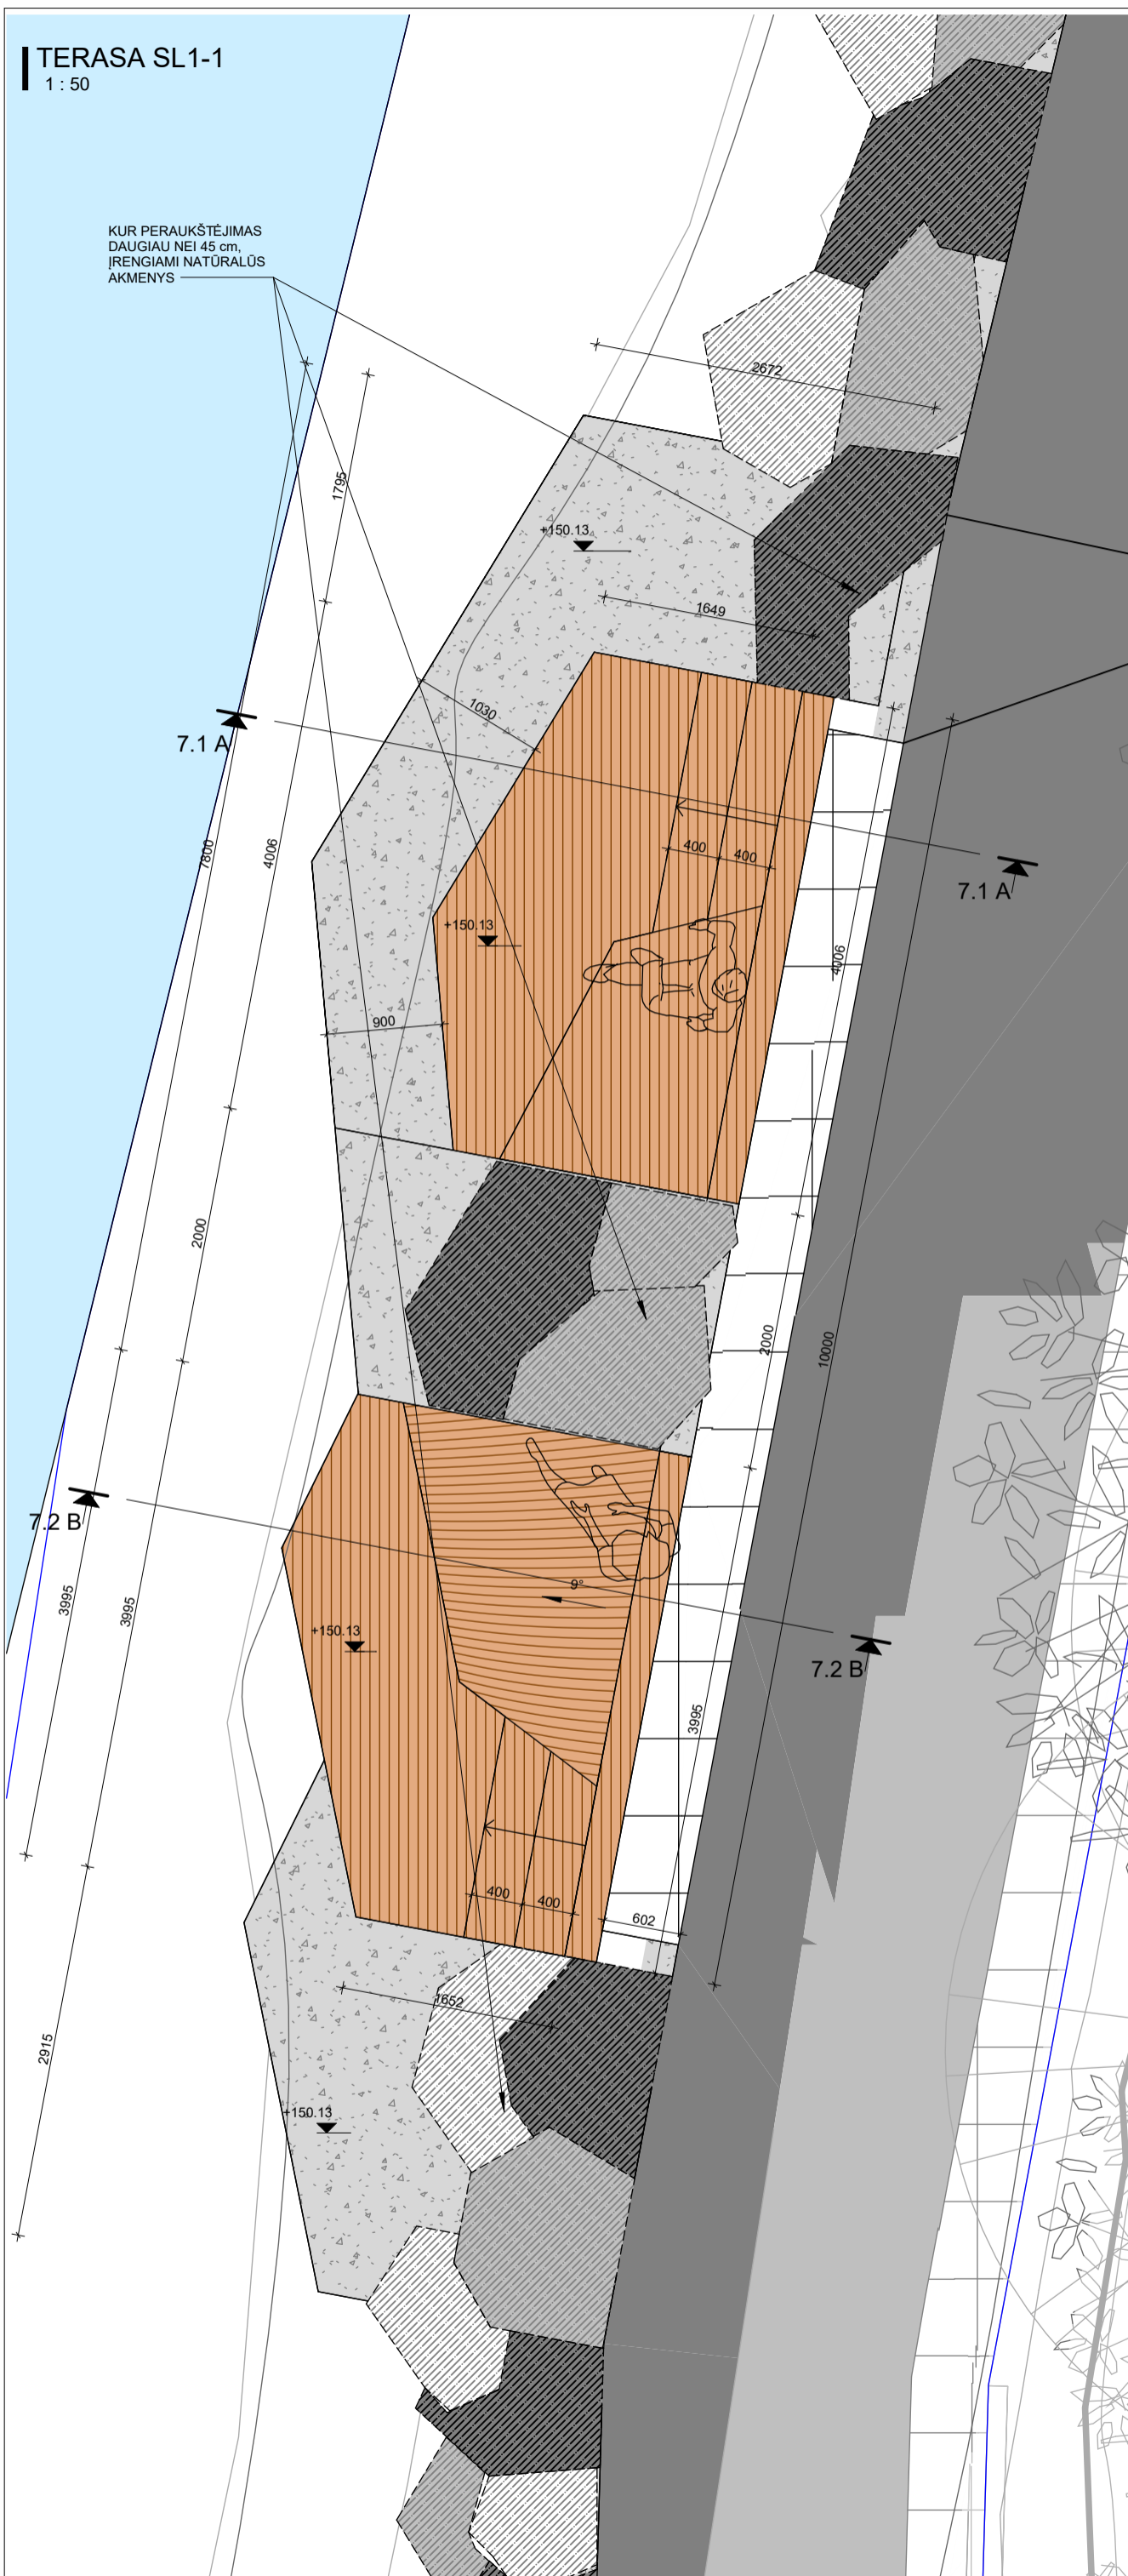 TERASA SL1-1
1 : 50
KUR PERAUKŠTĖJIMAS
DAUGIAU NEI 45 cm,
ĮRENGIAMI NATŪRALŪS
AKMENYS
2672
1795
+150.13
1649
1030
7.1 A
7800
4006
400
400
7.1 A
+150.13
4006
900
2000
2000
10000
7.2 B
9°
3995
3995
+150.13
7.2 B
3995
400
400
602
1652
2915
+150.13